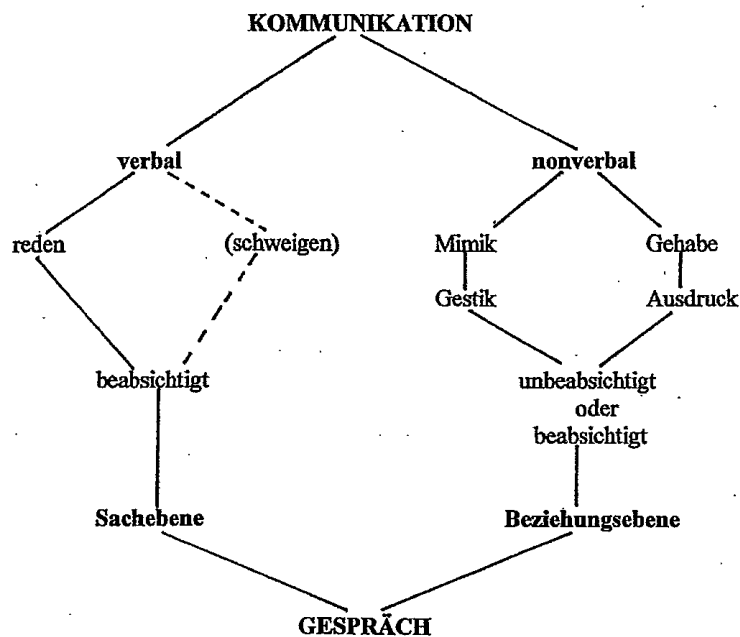 KOMMUNIKATION
verbal
nonverbal
reden
(schweigen)
Mimik
Gehabe
Gestik
Ausdruck
beabsichtigt
unbeabsichtigt
oder
beabsichtigt
Sachebene
Beziehungsebene
GESPRÄCH